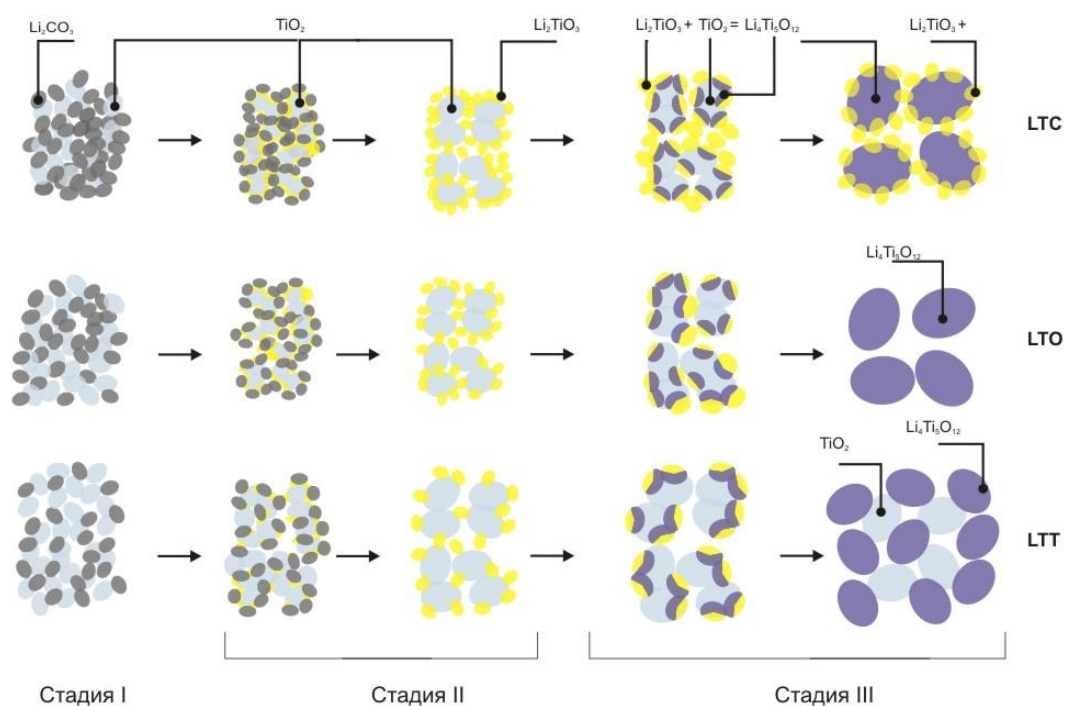 Li₂CO₃
TiO₂
Li₂TiO₃
Li₂TiO₃ + TiO₂ = Li₄Ti₅O₁₂
Li₂TiO₃ +
LTC
Li₄Ti₅O₁₂
LTO
TiO₂
Li₄Ti₅O₁₂
LTT
Стадия I
Стадия II
Стадия III